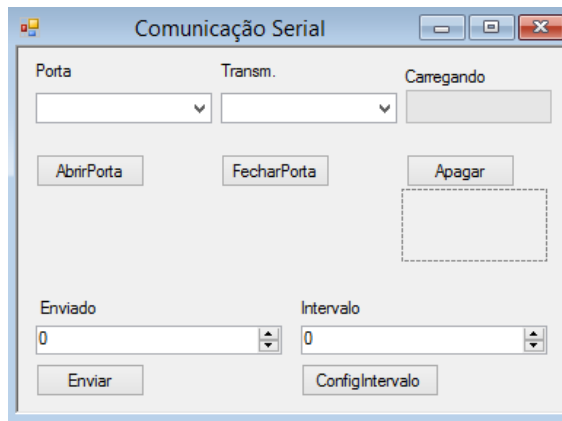 Comunicação Serial
Porta Transm. Carregando
AbrirPorta FecharPorta Apagar
Enviado Intervalo
0 0
Enviar ConfigIntervalo